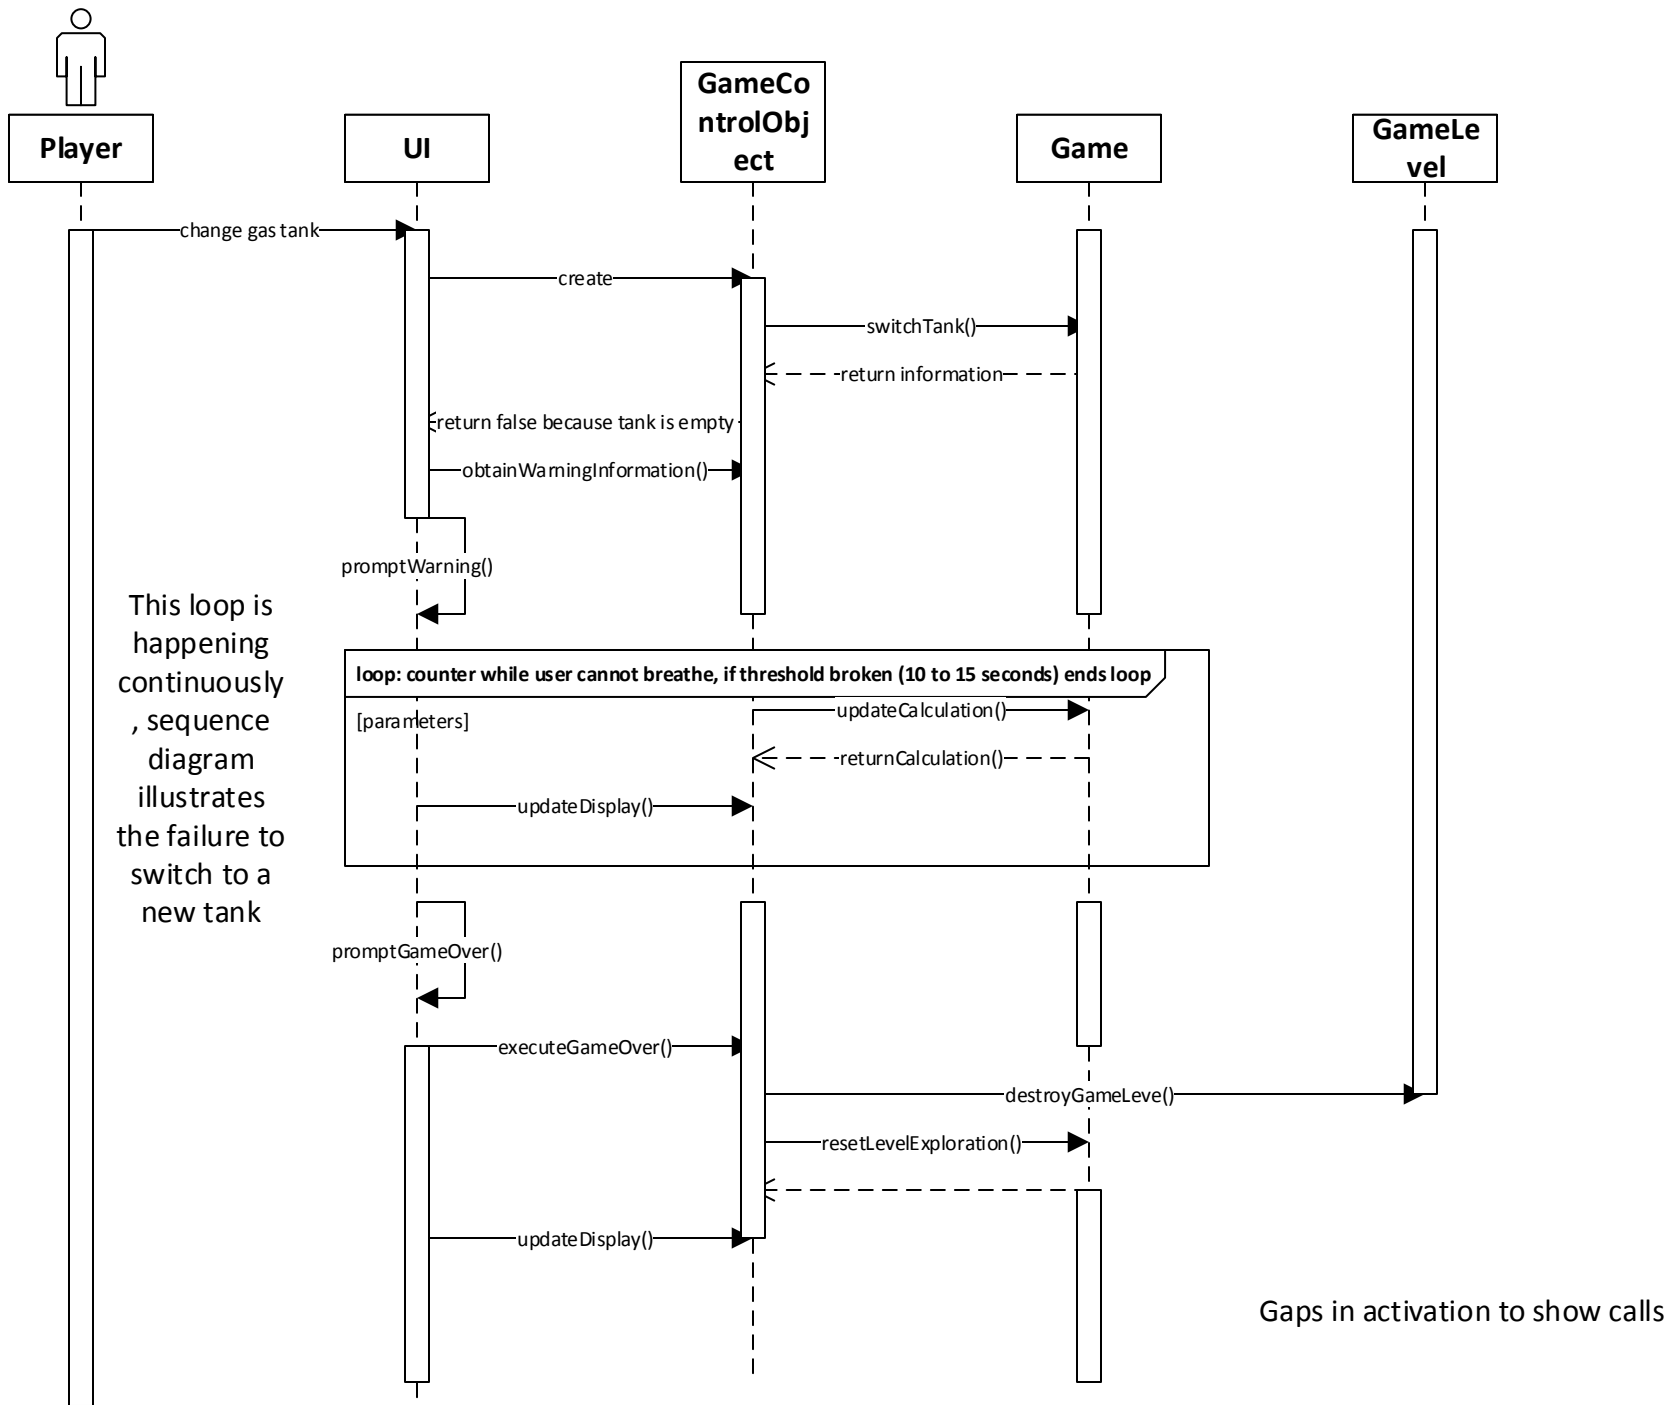 GameCo
ntrolObj
ect
Player
UI
Game
GameLe
vel
change gas tank
create
switchTank()
return information
return false because tank is empty
obtainWarningInformation()
promptWarning()
This loop is
happening
continuously
, sequence
diagram
illustrates
the failure to
switch to a
new tank
loop: counter while user cannot breathe, if threshold broken (10 to 15 seconds) ends loop
[parameters]
updateCalculation()
returnCalculation()
updateDisplay()
promptGameOver()
executeGameOver()
destroyGameLeve()
resetLevelExploration()
updateDisplay()
Gaps in activation to show calls